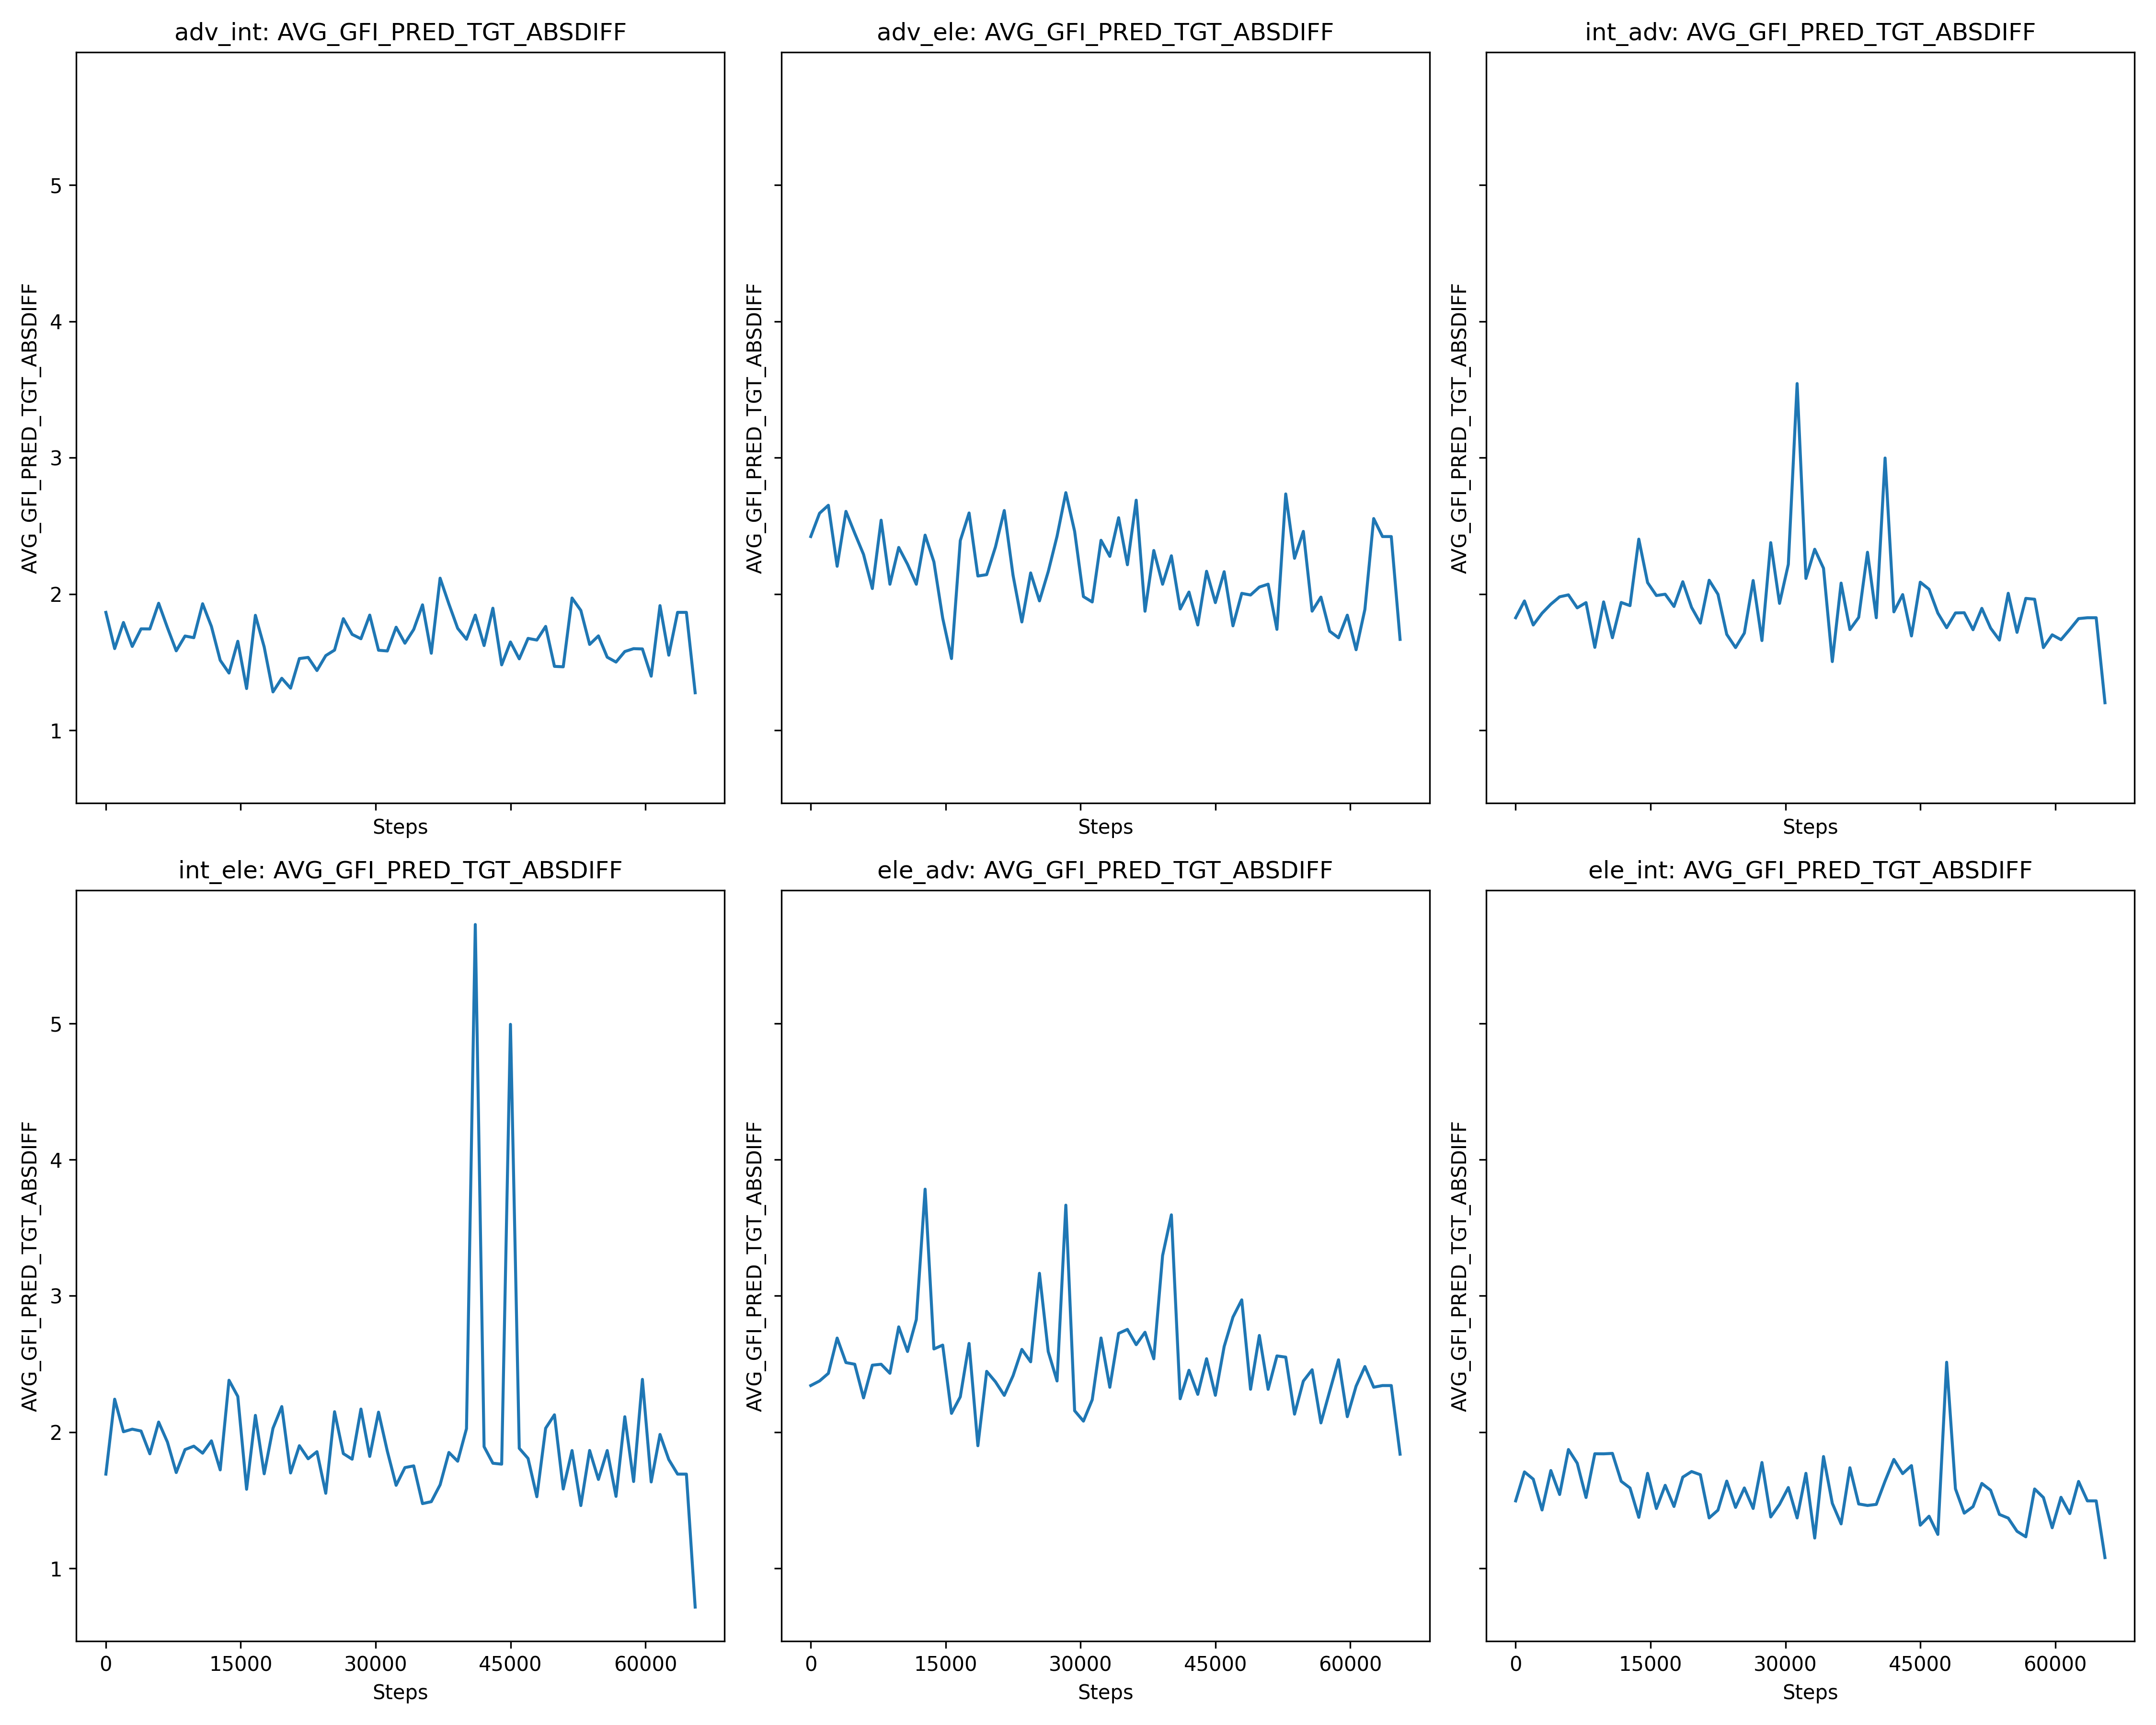 adv_int: AVG_GFI_PRED_TGT_ABSDIFF
adv_ele: AVG_GFI_PRED_TGT_ABSDIFF
int_adv: AVG_GFI_PRED_TGT_ABSDIFF
AVG_GFI_PRED_TGT_ABSDIFF
5
4
3
2
1
Steps
AVG_GFI_PRED_TGT_ABSDIFF
Steps
AVG_GFI_PRED_TGT_ABSDIFF
Steps
int_ele: AVG_GFI_PRED_TGT_ABSDIFF
ele_adv: AVG_GFI_PRED_TGT_ABSDIFF
ele_int: AVG_GFI_PRED_TGT_ABSDIFF
AVG_GFI_PRED_TGT_ABSDIFF
5
4
3
2
1
0 15000 30000 45000 60000
Steps
AVG_GFI_PRED_TGT_ABSDIFF
0 15000 30000 45000 60000
Steps
AVG_GFI_PRED_TGT_ABSDIFF
0 15000 30000 45000 60000
Steps